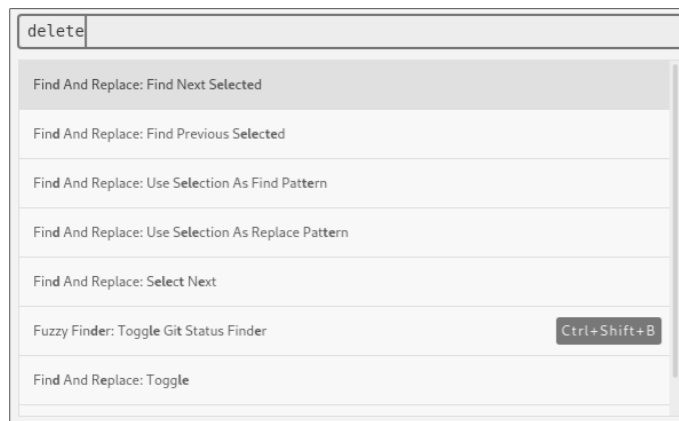 delete
Find And Replace: Find Next Selected
Find And Replace: Find Previous Selected
Find And Replace: Use Selection As Find Pattern
Find And Replace: Use Selection As Replace Pattern
Find And Replace: Select Next
Fuzzy Finder: Toggle Git Status Finder Ctrl+Shift+B
Find And Replace: Toggle